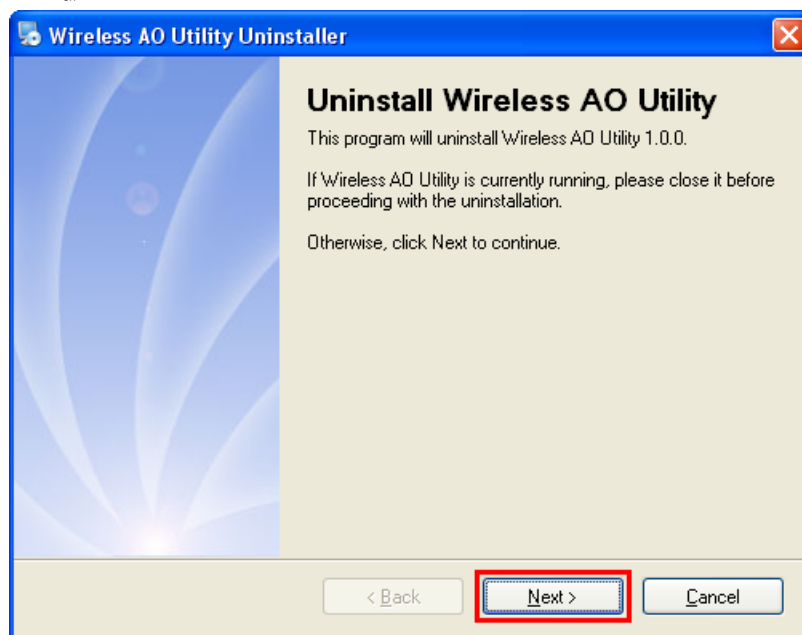 Wireless AO Utility Uninstaller
Uninstall Wireless AO Utility
This program will uninstall Wireless AO Utility 1.0.0.
If Wireless AO Utility is currently running, please close it before
proceeding with the uninstallation.
Otherwise, click Next to continue.
< Back
Next >
Cancel